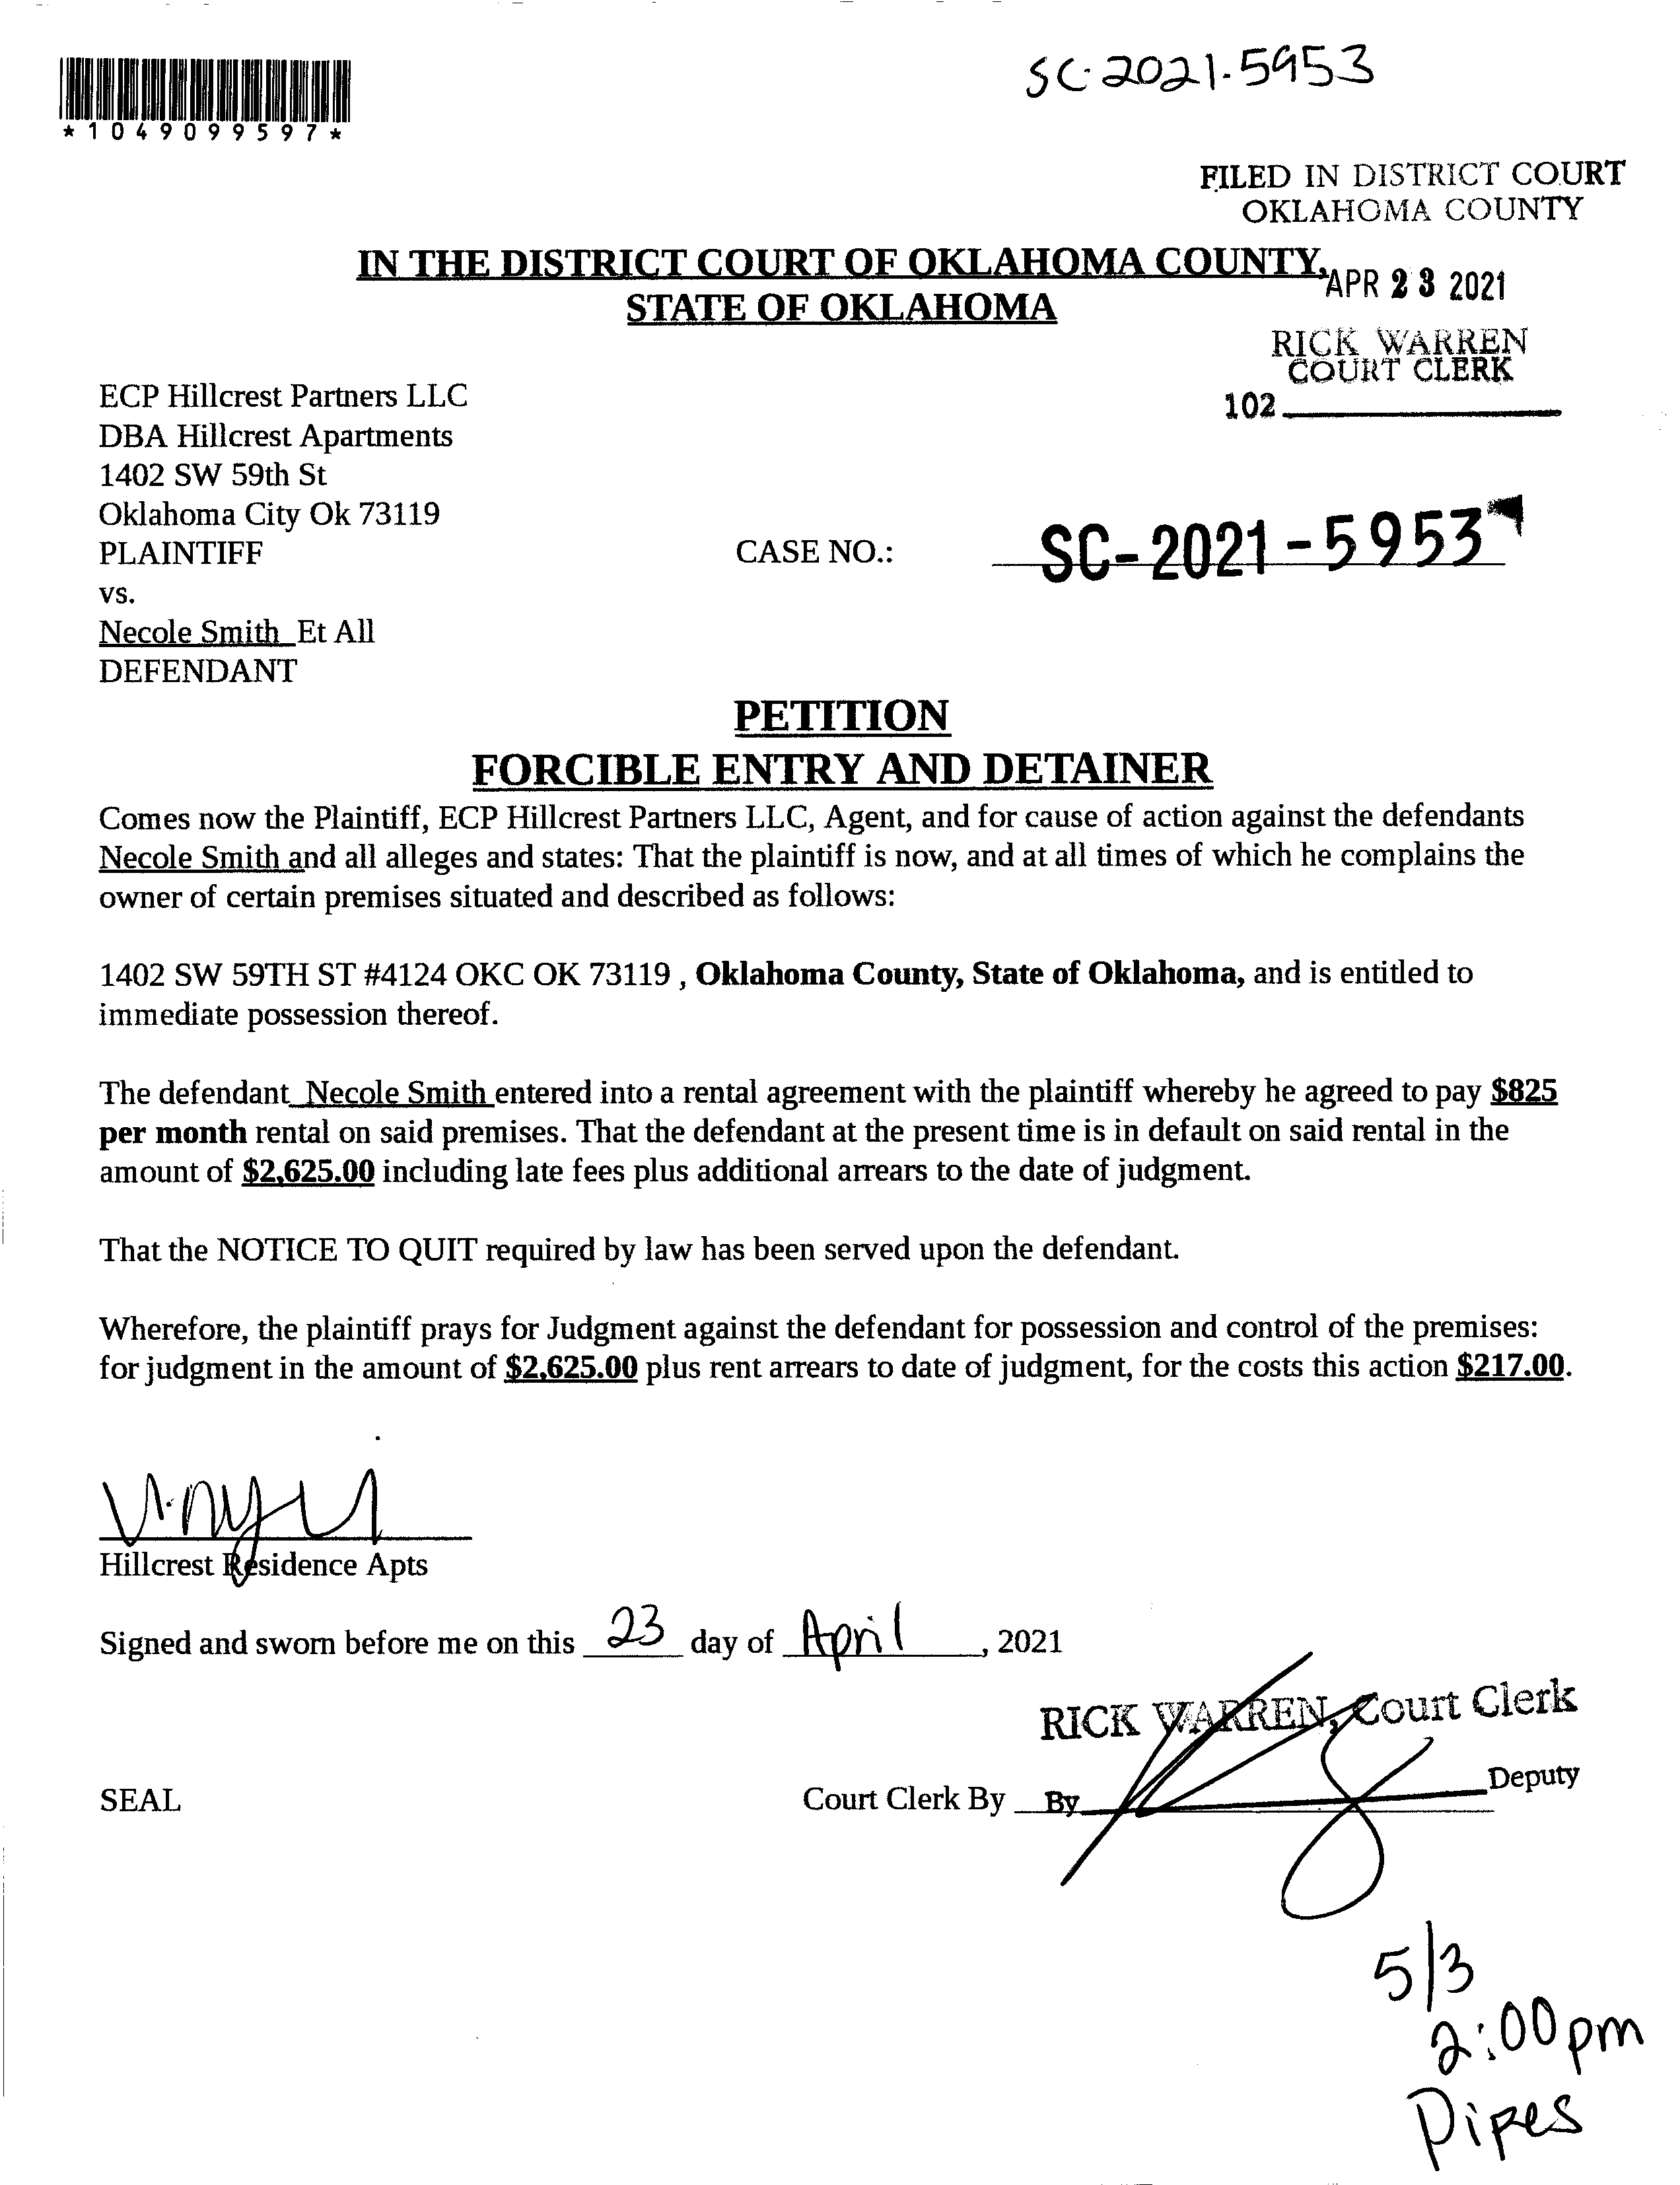 SC-2021-5953
*1049099597*
FILED IN DISTRICT COURT
OKLAHOMA COUNTY
IN THE DISTRICT COURT OF OKLAHOMA COUNTY,
APR 23 2021
STATE OF OKLAHOMA
RICK WARREN
COURT CLERK
102
ECP Hillcrest Partners LLC
DBA Hillcrest Apartments
1402 SW 59th St
Oklahoma City Ok 73119
PLAINTIFF
CASE NO.: SC-2021-5953
vs.
Necole Smith Et All
DEFENDANT
PETITION
FORCIBLE ENTRY AND DETAINER
Comes now the Plaintiff, ECP Hillcrest Partners LLC, Agent, and for cause of action against the defendants
Necole Smith and all alleges and states: That the plaintiff is now, and at all times of which he complains the
owner of certain premises situated and described as follows:
1402 SW 59TH ST #4124 OKC OK 73119 , Oklahoma County, State of Oklahoma, and is entitled to
immediate possession thereof.
The defendant Necole Smith entered into a rental agreement with the plaintiff whereby he agreed to pay $825
per month rental on said premises. That the defendant at the present time is in default on said rental in the
amount of $2,625.00 including late fees plus additional arrears to the date of judgment.
That the NOTICE TO QUIT required by law has been served upon the defendant.
Wherefore, the plaintiff prays for Judgment against the defendant for possession and control of the premises:
for judgment in the amount of $2,625.00 plus rent arrears to date of judgment, for the costs this action $217.00.
Hillcrest Residence Apts
Signed and sworn before me on this 23 day of April , 2021
RICK WARREN, Court Clerk
SEAL
Court Clerk By By Deputy
5/3
2:00pm
Pipes